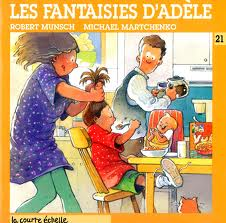 LES FANTAISIES D'ADÈLE
ROBERT MUNSCH MICHAEL MARTCHENKO
21
la courte échelle